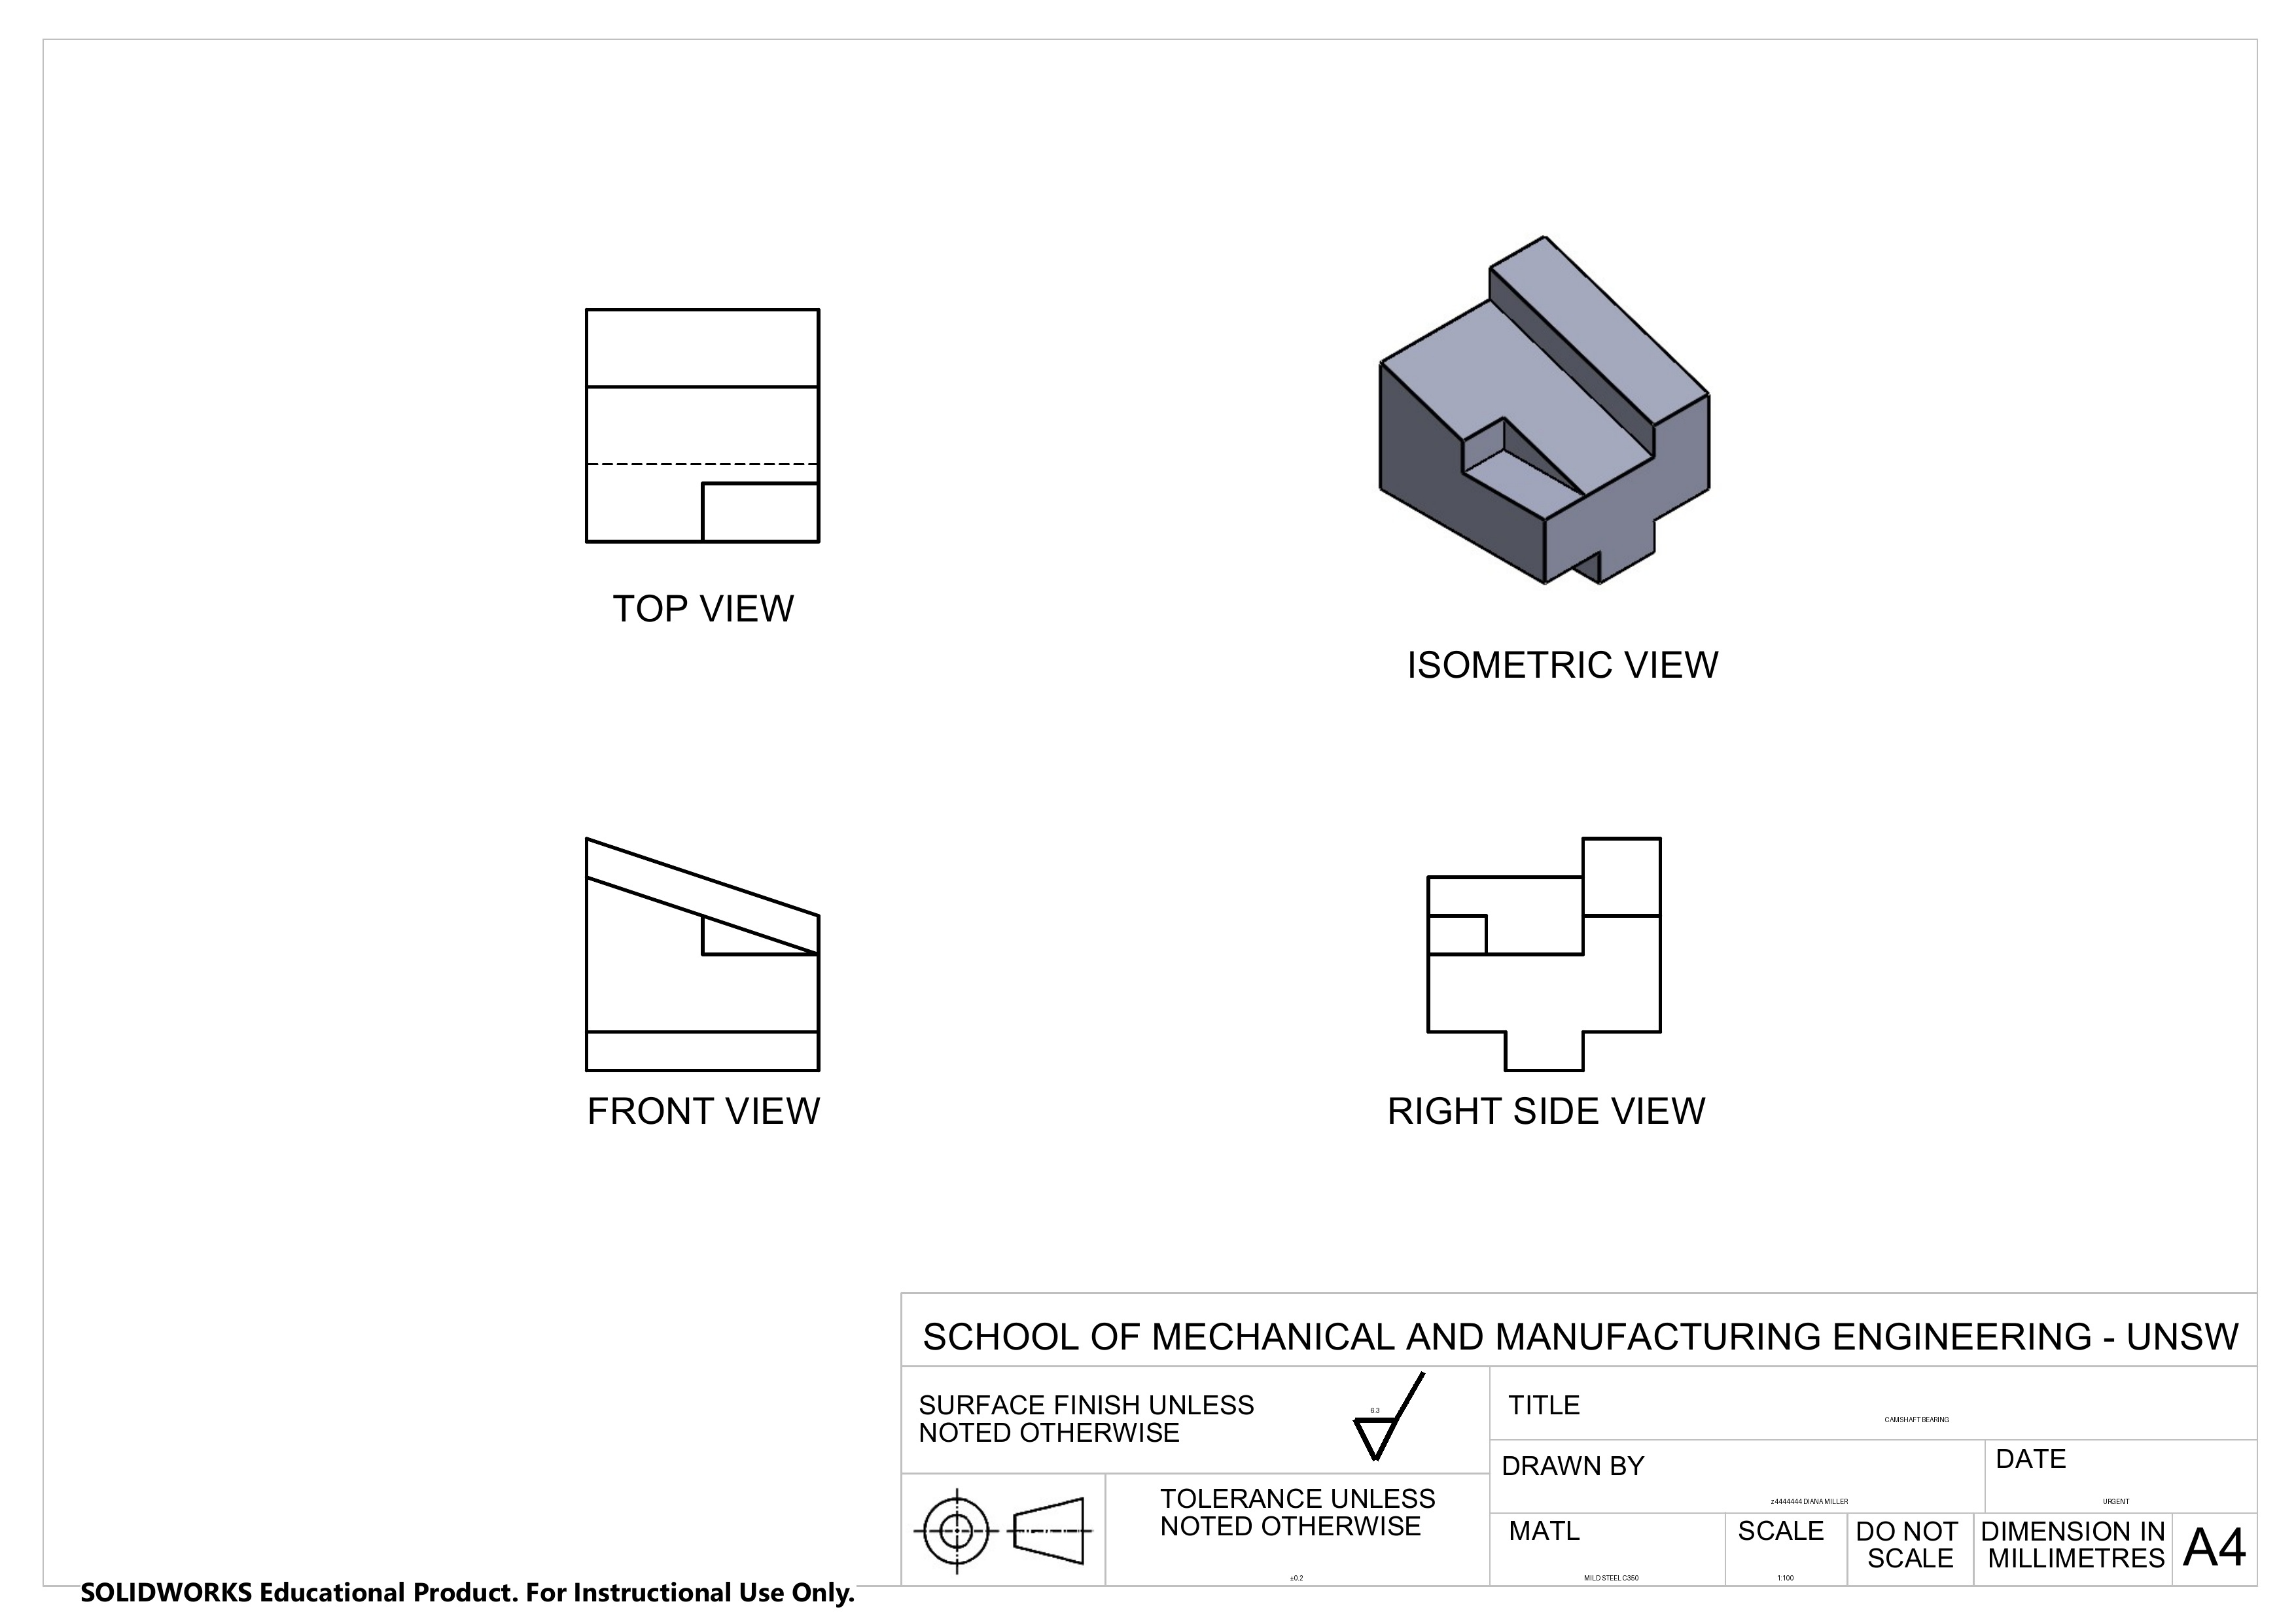 TOP VIEW
ISOMETRIC VIEW
FRONT VIEW
RIGHT SIDE VIEW
SCHOOL OF MECHANICAL AND MANUFACTURING ENGINEERING - UNSW
SURFACE FINISH UNLESS
NOTED OTHERWISE
6.3
TITLE
CAMSHAFT BEARING
DRAWN BY
z4444444 DIANA MILLER
DATE
URGENT
TOLERANCE UNLESS
NOTED OTHERWISE
±0.2
MATL
MILD STEEL C350
SCALE
1:100
DO NOT
SCALE
DIMENSION IN
MILLIMETRES
A4
SOLIDWORKS Educational Product. For Instructional Use Only.